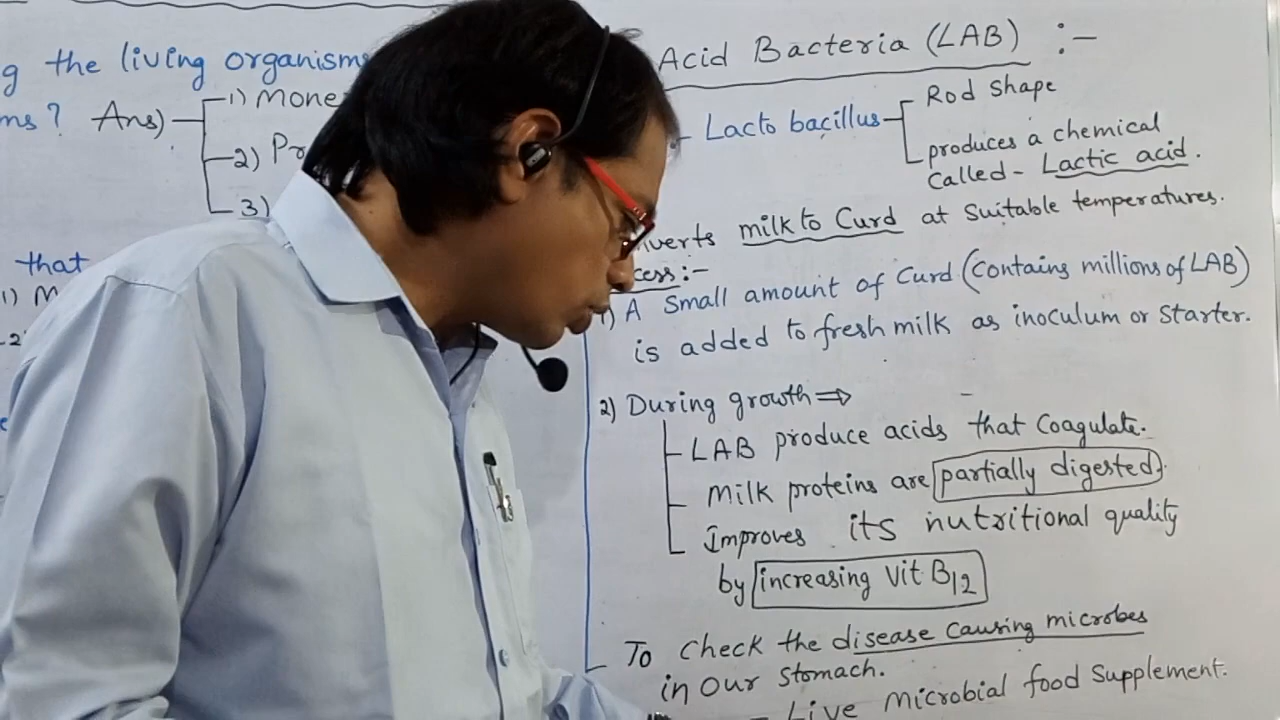 g the living organisms
ms? Ans) 1) Mone
2) Pr
3)
that
1) M
Acid Bacteria (LAB) :-
Lacto bacillus
Rod Shape
produces a chemical
called - Lactic acid.
verts milk to Curd at Suitable temperatures.
cess:-
1) A Small amount of Curd (Contains millions of LAB)
is added to fresh milk as inoculum or Starter.
2) During growth ⇒
LAB produce acids that Coagulate.
Milk proteins are partially digested.
Improves its nutritional quality
by increasing Vit B12
To Check the disease Causing microbes
in Our Stomach.
- Live Microbial food Supplement.